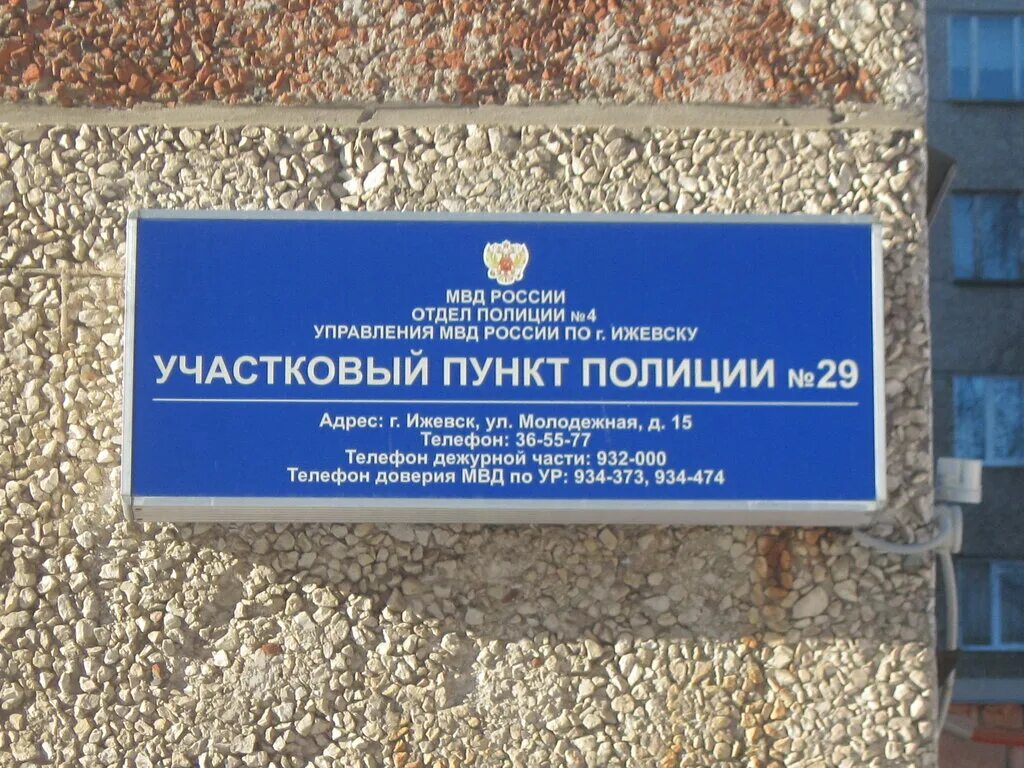 МВД РОССИИ
ОТДЕЛ ПОЛИЦИИ №4
УПРАВЛЕНИЯ МВД РОССИИ ПО г. ИЖЕВСКУ
УЧАСТКОВЫЙ ПУНКТ ПОЛИЦИИ №29
Адрес: г. Ижевск, ул. Молодежная, д. 15
Телефон: 36-55-77
Телефон дежурной части: 932-000
Телефон доверия МВД по УР: 934-373, 934-474